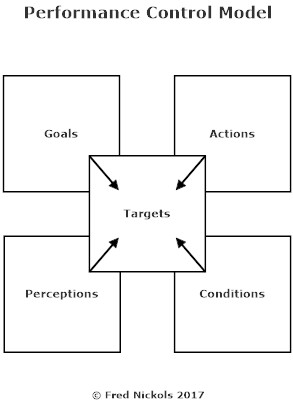 Performance Control Model
Goals
Actions
Targets
Perceptions
Conditions
© Fred Nickols 2017